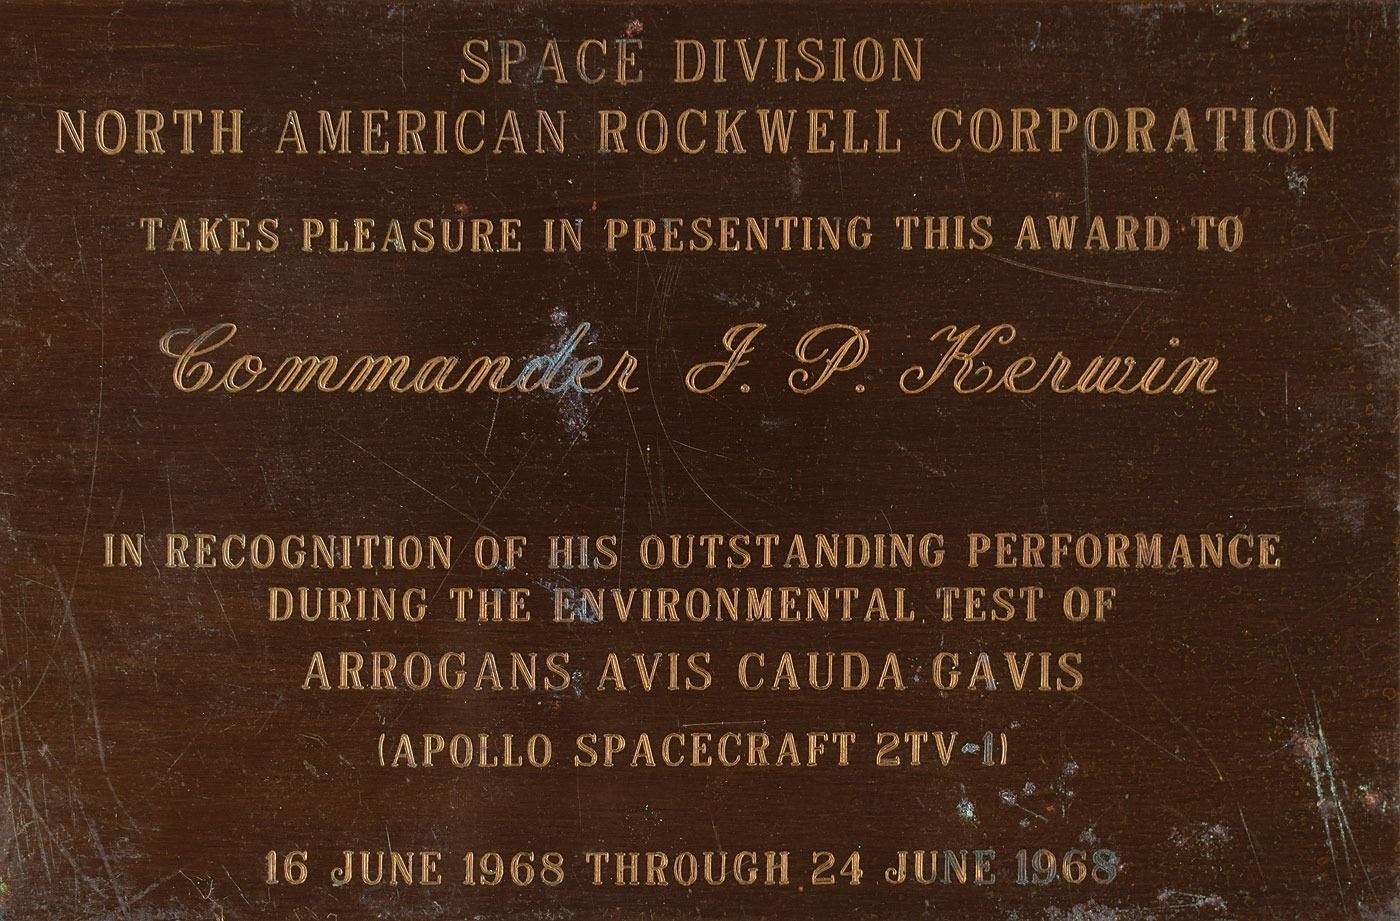 SPACE DIVISION
NORTH AMERICAN ROCKWELL CORPORATION
TAKES PLEASURE IN PRESENTING THIS AWARD TO
Commander J. P. Kerwin
IN RECOGNITION OF HIS OUTSTANDING PERFORMANCE
DURING THE ENVIRONMENTAL TEST OF
ARROGANS AVIS CAUDA GAVIS
(APOLLO SPACECRAFT 2TV-1)
16 JUNE 1968 THROUGH 24 JUNE 1968